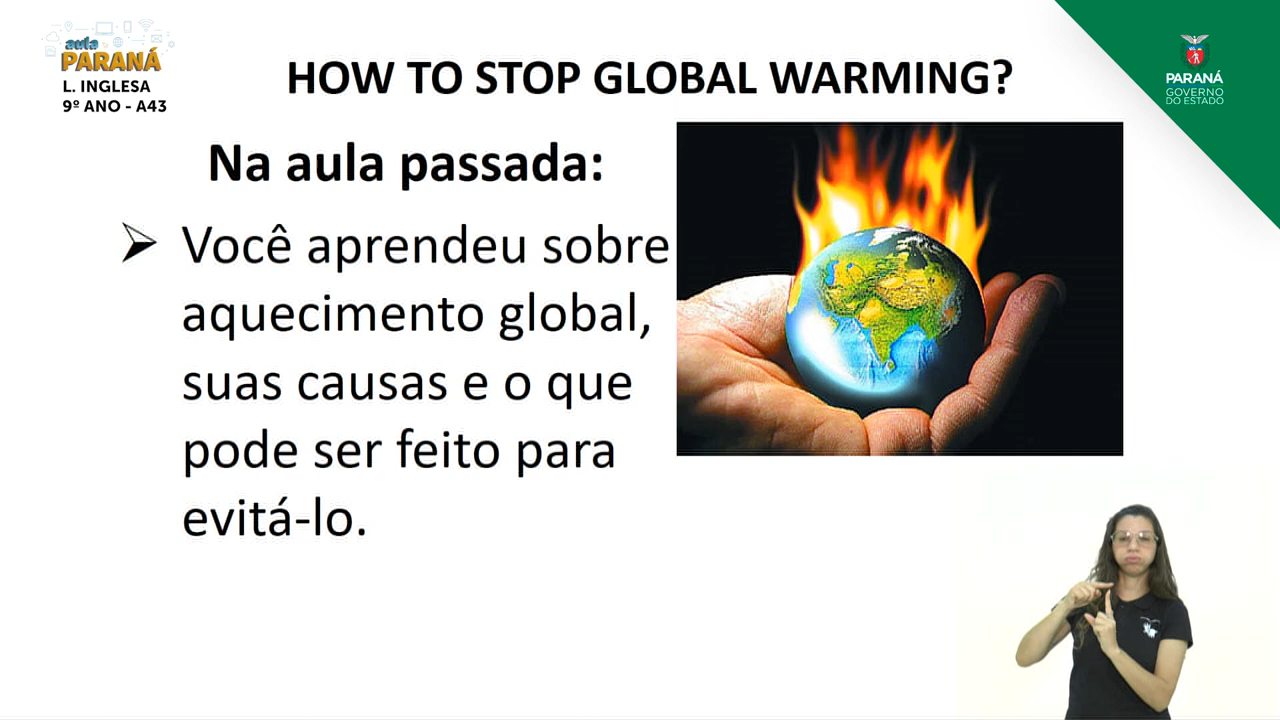 aula
PARANÁ
L. INGLESA
9º ANO - A43
HOW TO STOP GLOBAL WARMING?
PARANÁ
GOVERNO
DO ESTADO
Na aula passada:
Você aprendeu sobre
aquecimento global,
suas causas e o que
pode ser feito para
evitá-lo.